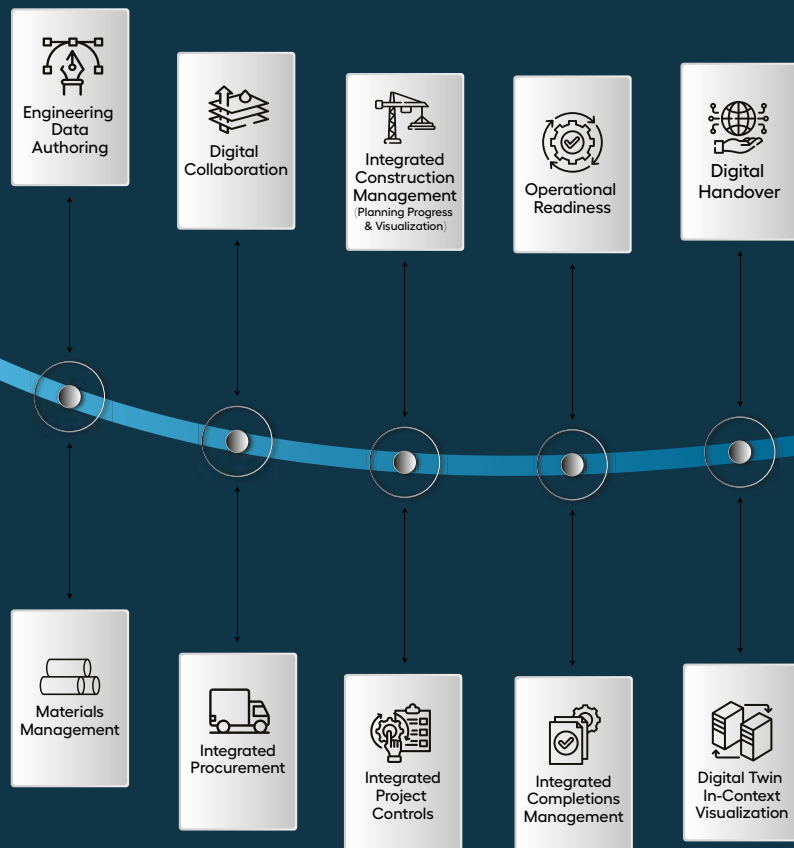 Engineering
Data
Authoring
Digital
Collaboration
Integrated
Construction
Management
(Planning Progress
& Visualization)
Operational
Readiness
Digital
Handover
Materials
Management
Integrated
Procurement
Integrated
Project
Controls
Integrated
Completions
Management
Digital Twin
In-Context
Visualization